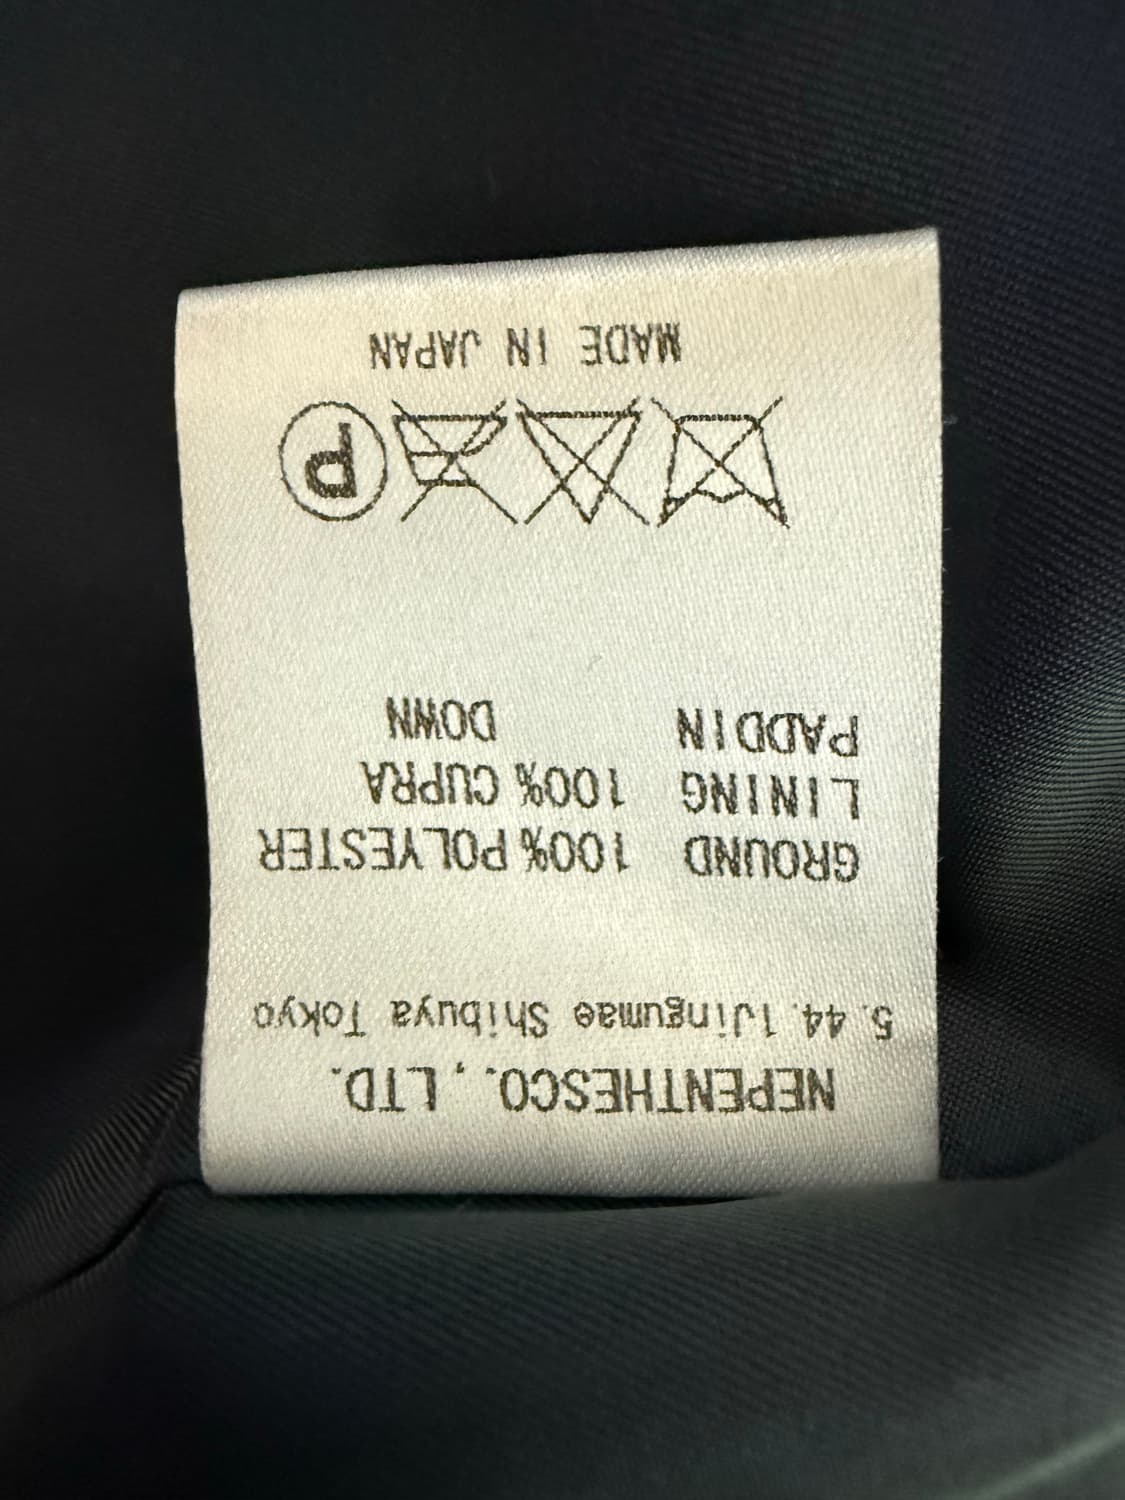 NEPENTHESCO., LTD.
5.44.1Jingumae Shibuya Tokyo
GROUND 100%POLYESTER
LINING 100% CUPRA
PADDIN DOWN
P
MADE IN JAPAN